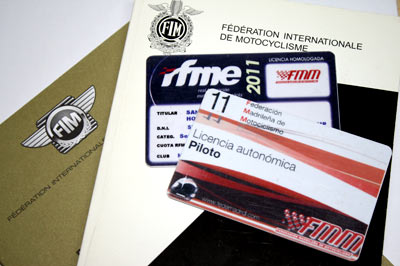 FIM
FÉDÉRATION INTERNATIONALE
DE MOTOCYCLISME
FIM
FÉDÉRATION INTERNATIONALE
rfme
2011
LICENCIA HOMOLOGADA
FMM
TITULAR
D.N.I.
CATEG.
CUOTA RFM
CLUB
11
Federación
Madrileña de
Motociclismo
Licencia autonómica
Piloto
FMM